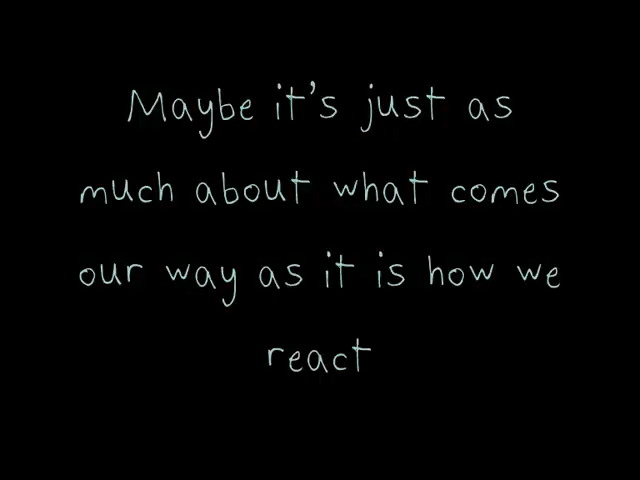 Maybe it's just as
much about what comes
our way as it is how we
react